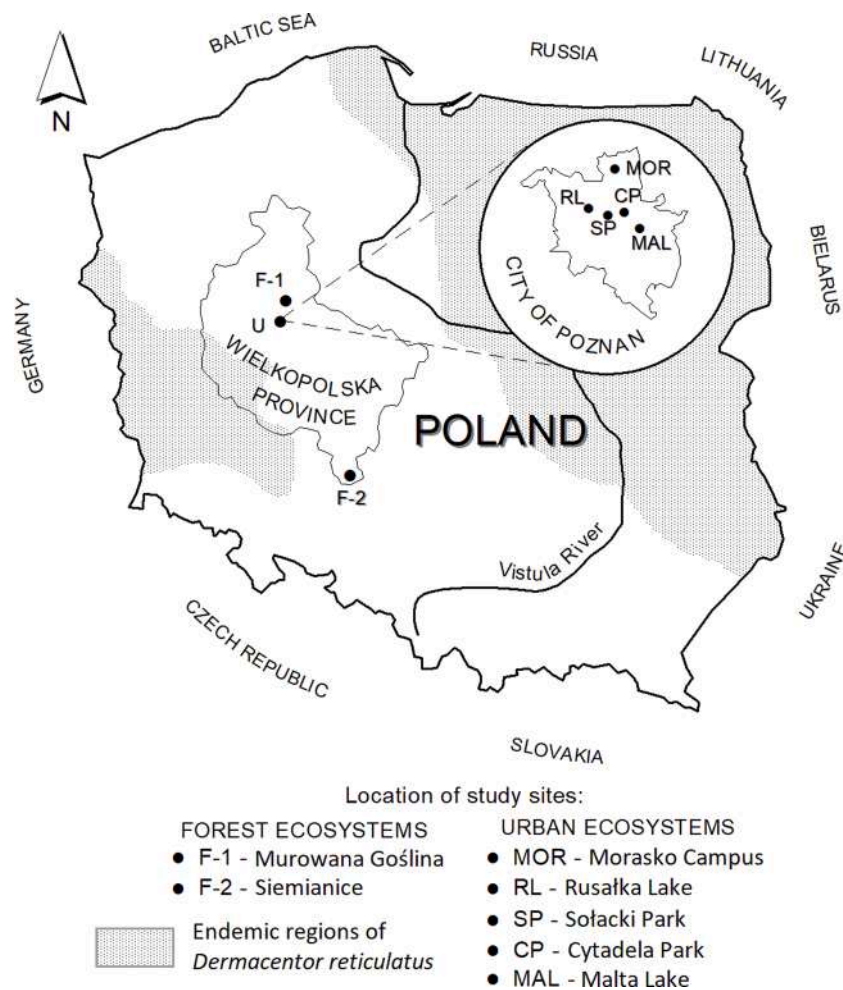 BALTIC SEA
RUSSIA
LITHUANIA
N
MOR
RL
CP
SP
MAL
BIELARUS
CITY OF POZNAN
F-1
U
GERMANY
WIELKOPOLSKA
PROVINCE
POLAND
F-2
Vistula River
UKRAINE
CZECH REPUBLIC
SLOVAKIA
Location of study sites:
FOREST ECOSYSTEMS
F-1 - Murowana Goślina
F-2 - Siemianice
Endemic regions of
Dermacentor reticulatus
URBAN ECOSYSTEMS
MOR - Morasko Campus
RL - Rusałka Lake
SP - Sołacki Park
CP - Cytadela Park
MAL - Malta Lake